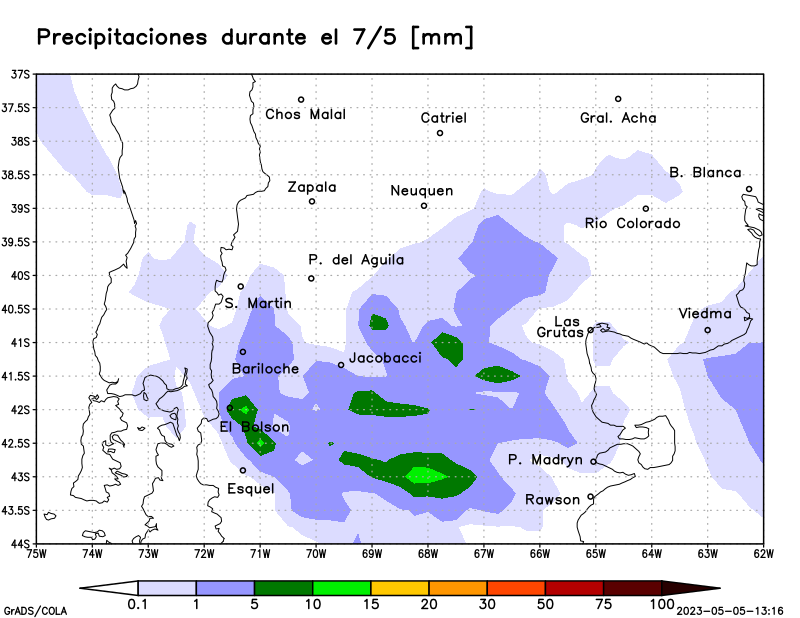 Precipitaciones durante el 7/5 [mm]
37S
37.5S
Chos Malal
Catriel
Gral. Acha
38S
38.5S
B. Blanca
Zapala
Neuquen
39S
Rio Colorado
39.5S
P. del Aguila
40S
S. Martin
40.5S
Las
Grutas
Viedma
41S
Bariloche
Jacobacci
41.5S
42S
El Bolson
42.5S
P. Madryn
43S
Esquel
Rawson
43.5S
44S
75W 74W 73W 72W 71W 70W 69W 68W 67W 66W 65W 64W 63W 62W
0.1 1 5 10 15 20 30 50 75 100
GrADS/COLA
2023-05-05-13:16